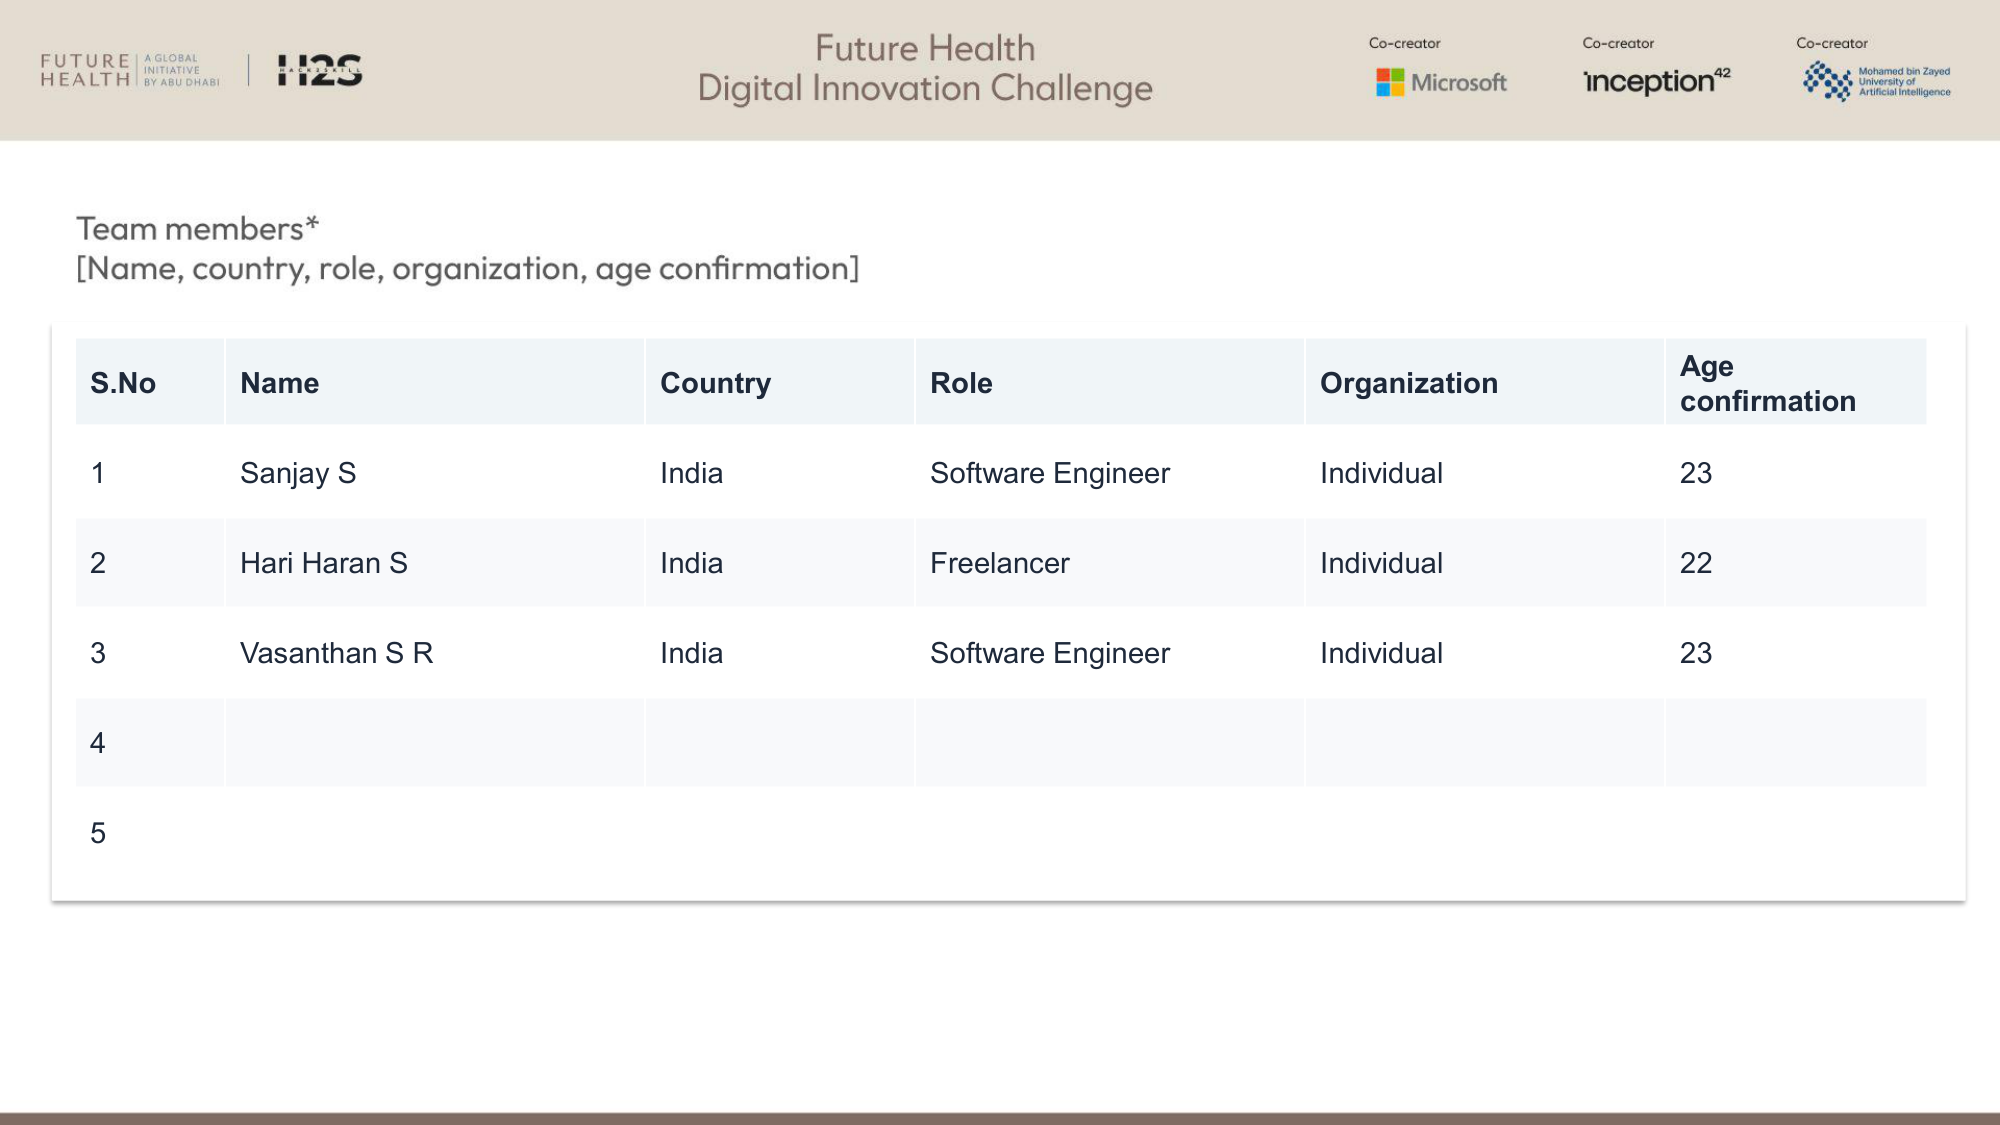 FUTURE HEALTH
A GLOBAL INITIATIVE BY ABU DHABI
H2S
HACK2SKILL
Future Health
Digital Innovation Challenge
Co-creator
Microsoft
Co-creator
inception42
Co-creator
Mohamed bin Zayed
University of
Artificial Intelligence
Team members*
[Name, country, role, organization, age confirmation]
S.No Name Country Role Organization Age confirmation
1 Sanjay S India Software Engineer Individual 23
2 Hari Haran S India Freelancer Individual 22
3 Vasanthan S R India Software Engineer Individual 23
4
5